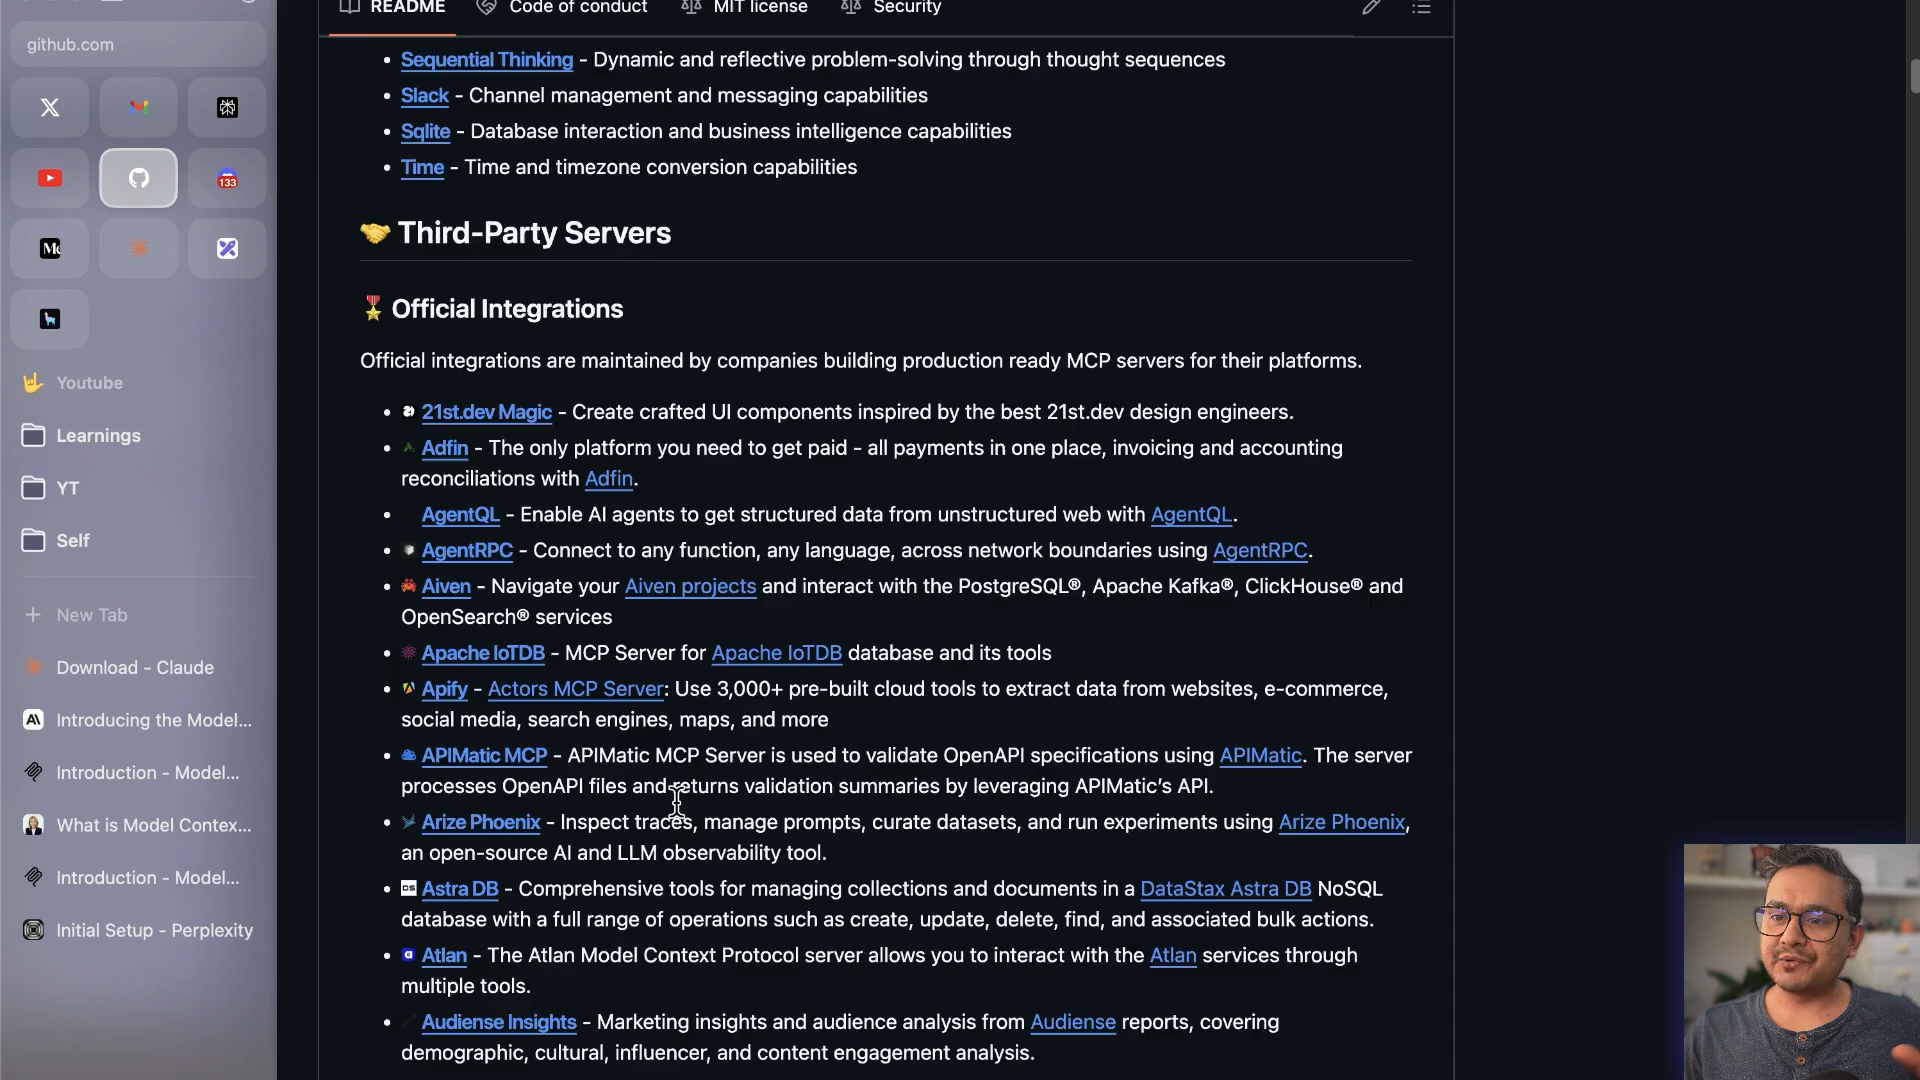 github.com
133
Youtube
Learnings
YT
Self
New Tab
Download - Claude
Introducing the Model...
Introduction - Model...
What is Model Contex...
Introduction - Model...
Initial Setup - Perplexity
README
Code of conduct
MIT license
Security
Sequential Thinking - Dynamic and reflective problem-solving through thought sequences
Slack - Channel management and messaging capabilities
Sqlite - Database interaction and business intelligence capabilities
Time - Time and timezone conversion capabilities
Third-Party Servers
Official Integrations
Official integrations are maintained by companies building production ready MCP servers for their platforms.
21st.dev Magic - Create crafted UI components inspired by the best 21st.dev design engineers.
Adfin - The only platform you need to get paid - all payments in one place, invoicing and accounting
reconciliations with Adfin.
AgentQL - Enable AI agents to get structured data from unstructured web with AgentQL.
AgentRPC - Connect to any function, any language, across network boundaries using AgentRPC.
Aiven - Navigate your Aiven projects and interact with the PostgreSQL®, Apache Kafka®, ClickHouse® and
OpenSearch® services
Apache IoTDB - MCP Server for Apache IoTDB database and its tools
Apify - Actors MCP Server: Use 3,000+ pre-built cloud tools to extract data from websites, e-commerce,
social media, search engines, maps, and more
APIMatic MCP - APIMatic MCP Server is used to validate OpenAPI specifications using APIMatic. The server
processes OpenAPI files and returns validation summaries by leveraging APIMatic’s API.
Arize Phoenix - Inspect traces, manage prompts, curate datasets, and run experiments using Arize Phoenix,
an open-source AI and LLM observability tool.
Astra DB - Comprehensive tools for managing collections and documents in a DataStax Astra DB NoSQL
database with a full range of operations such as create, update, delete, find, and associated bulk actions.
Atlan - The Atlan Model Context Protocol server allows you to interact with the Atlan services through
multiple tools.
Audiense Insights - Marketing insights and audience analysis from Audiense reports, covering
demographic, cultural, influencer, and content engagement analysis.